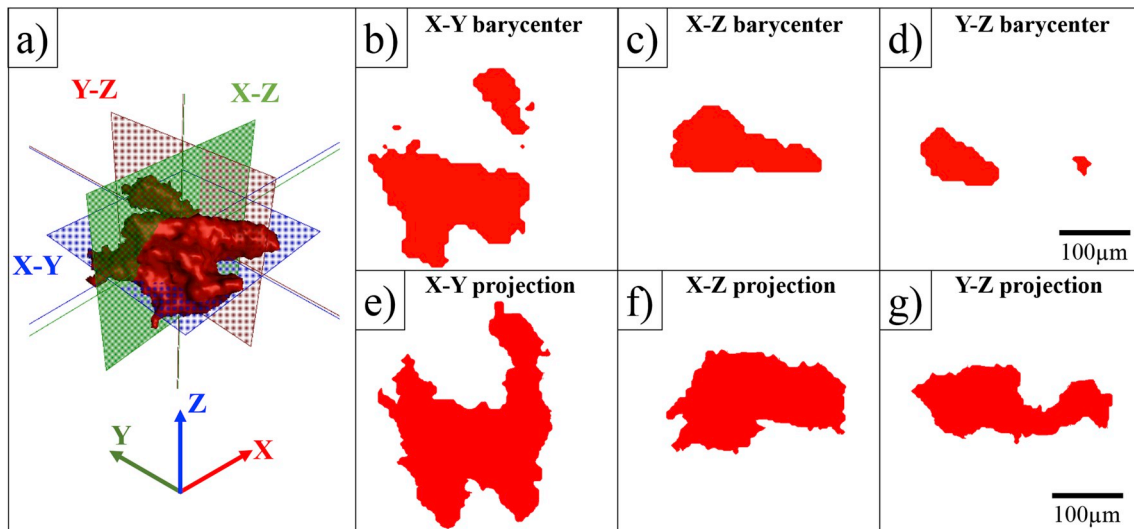 a)
Y-Z
X-Z
X-Y
Z
Y
X
b)
X-Y barycenter
c)
X-Z barycenter
d)
Y-Z barycenter
100µm
e)
X-Y projection
f)
X-Z projection
g)
Y-Z projection
100µm